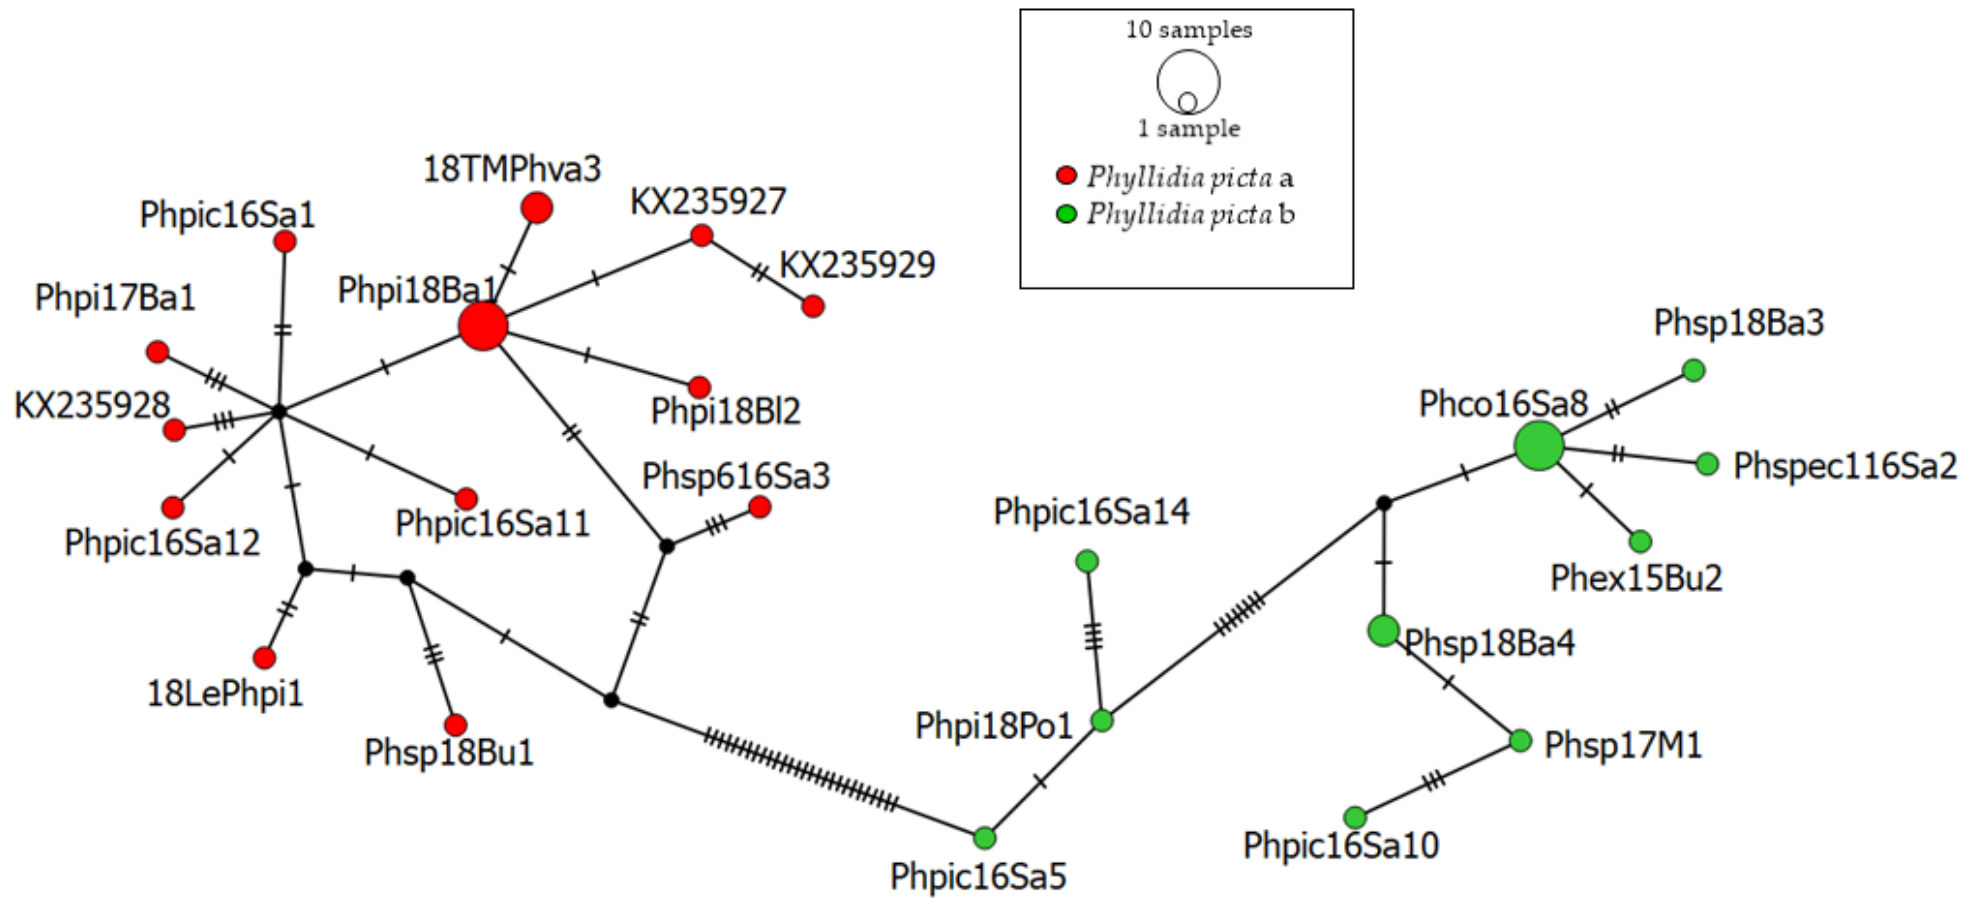 10 samples
1 sample
Phyllidia picta a
Phyllidia picta b
18TMPhva3
KX235927
Phpic16Sa1
KX235929
Phpi18Ba1
Phpi17Ba1
KX235928
Phpi18Bl2
Phsp616Sa3
Phpic16Sa11
Phpic16Sa12
18LePhpi1
Phsp18Bu1
Phsp18Ba3
Phco16Sa8
Phspec116Sa2
Phpic16Sa14
Phex15Bu2
Phsp18Ba4
Phpi18Po1
Phsp17M1
Phpic16Sa10
Phpic16Sa5